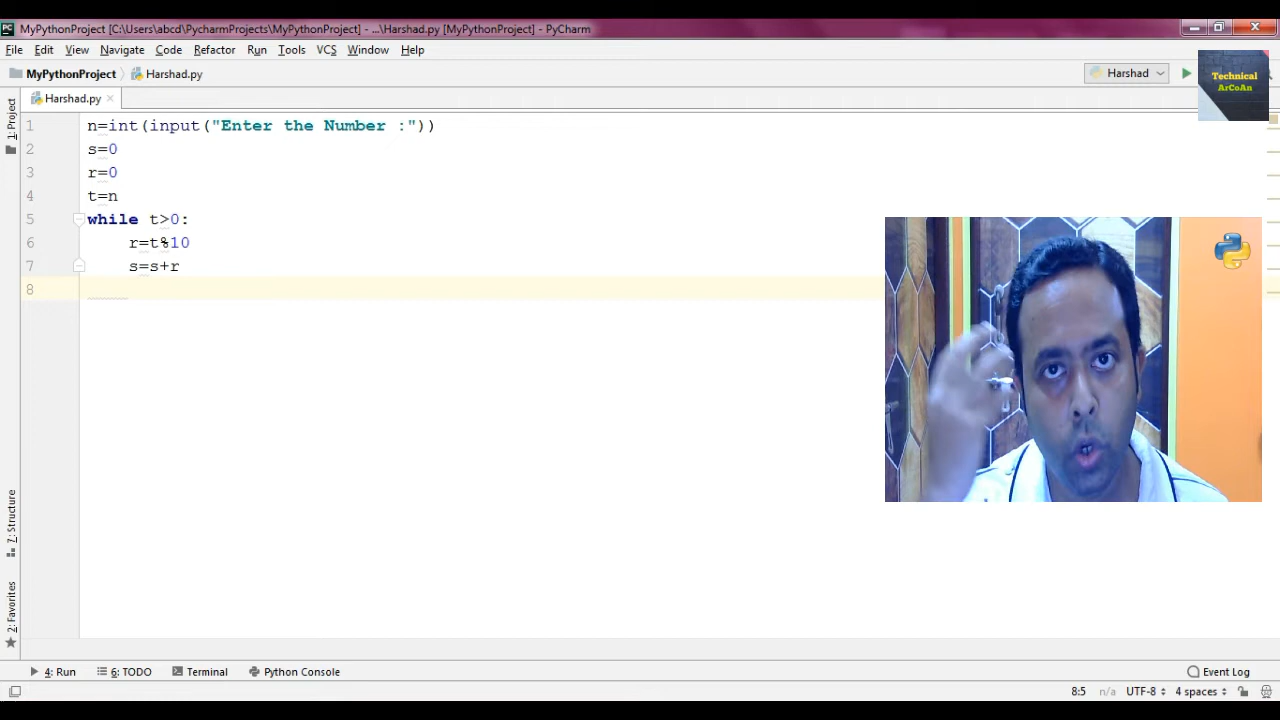 MyPythonProject [C:\Users\abcd\PycharmProjects\MyPythonProject] - ...\Harshad.py [MyPythonProject] - PyCharm
File Edit View Navigate Code Refactor Run Tools VCS Window Help
MyPythonProject Harshad.py Harshad
Technical
ArCoAn
Harshad.py
1: Project
1 n=int(input("Enter the Number :"))
2 s=0
3 r=0
4 t=n
5 while t>0:
6 r=t%10
7 s=s+r
8
7: Structure
2: Favorites
4: Run 6: TODO Terminal Python Console Event Log
8:5 n/a UTF-8 4 spaces